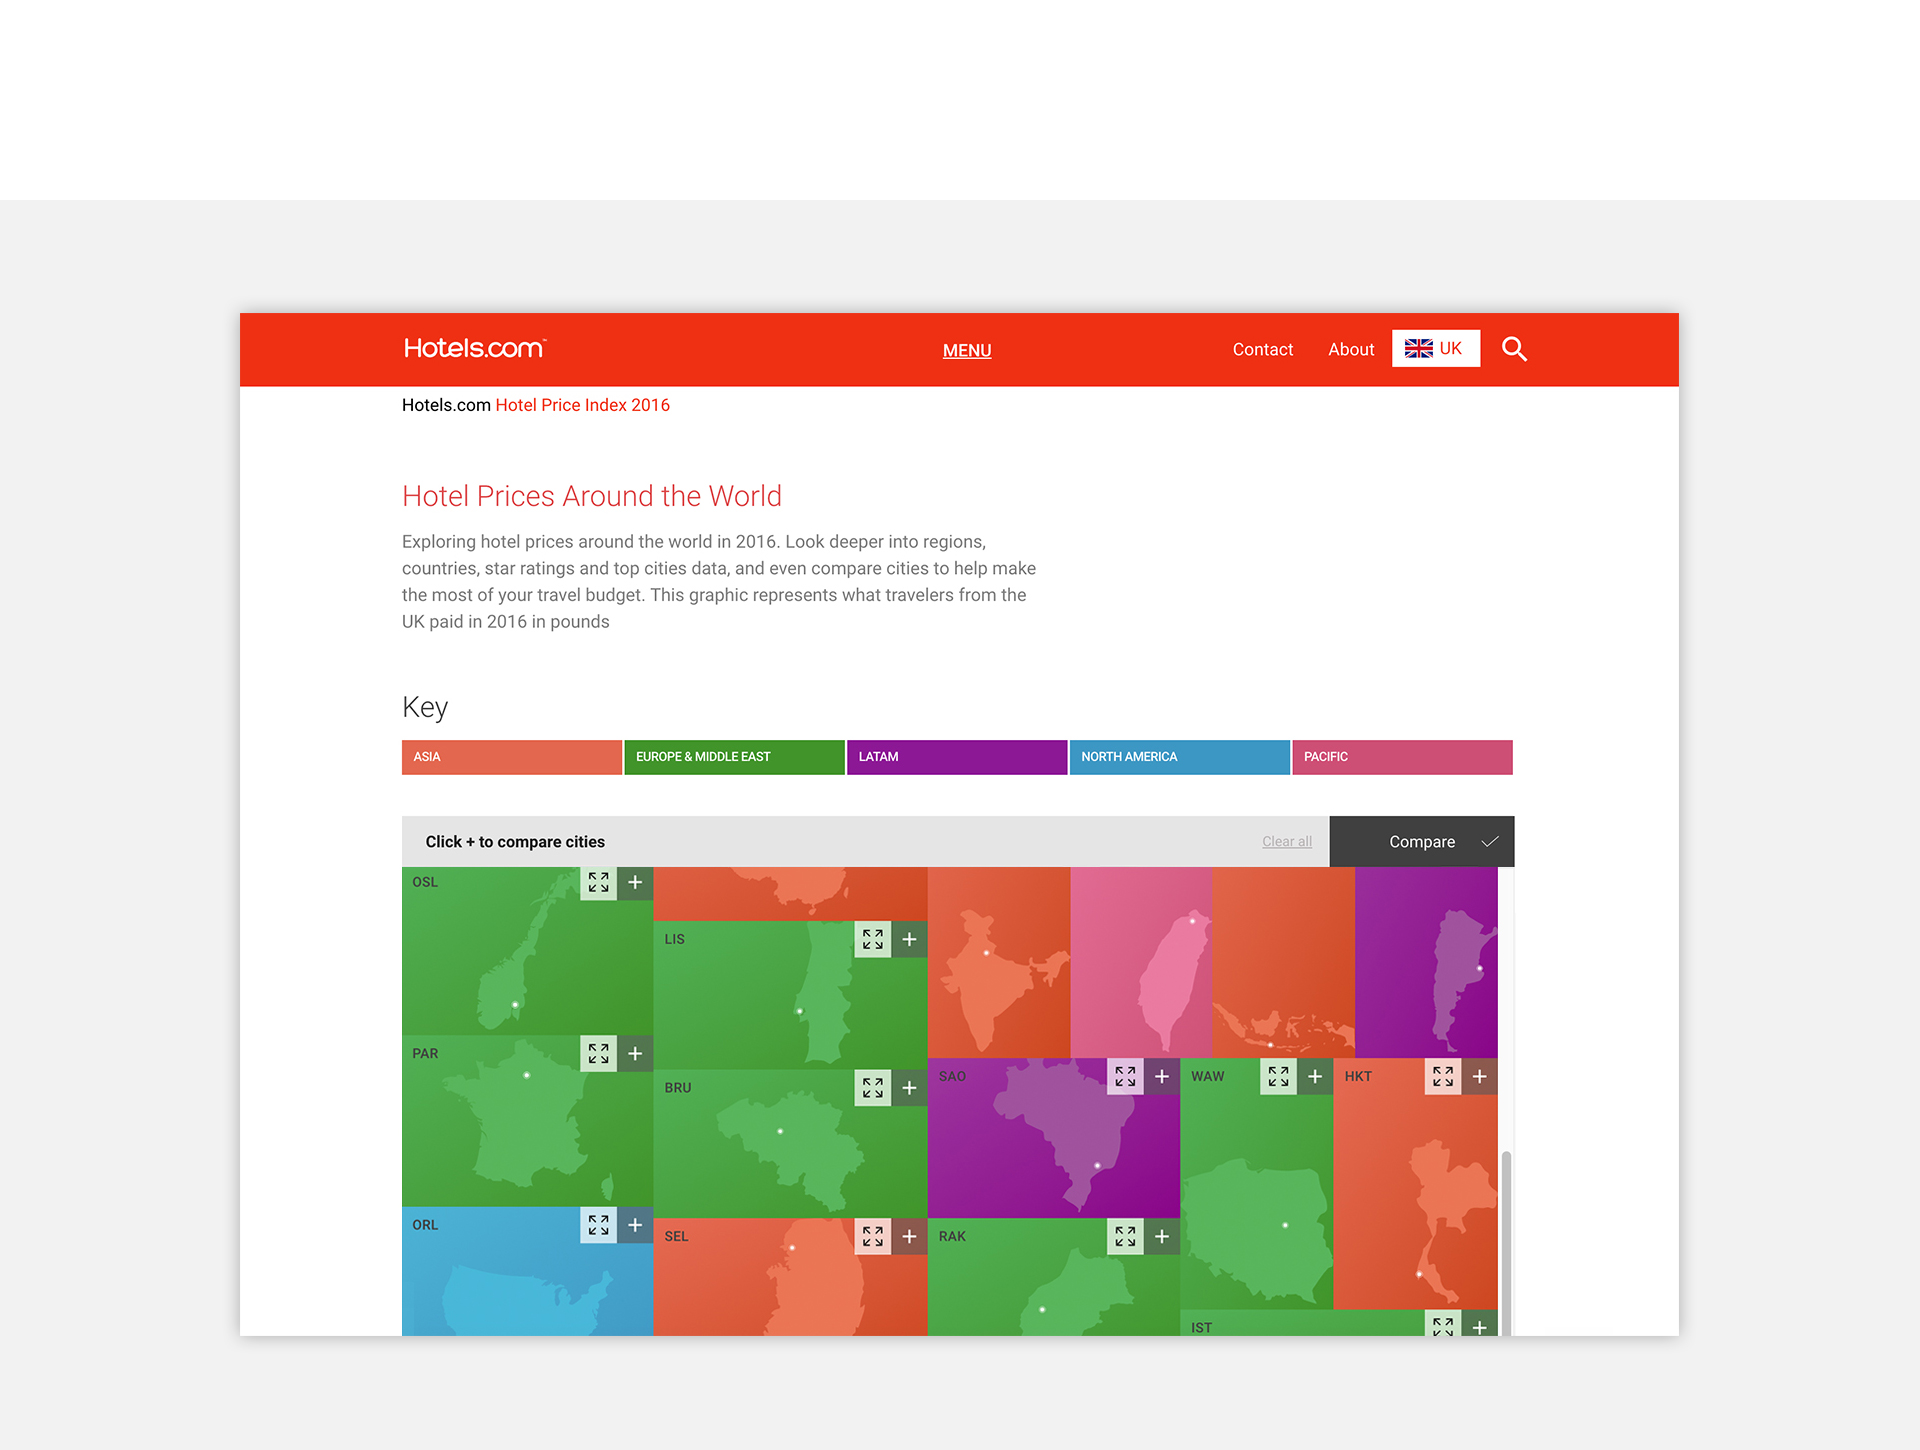 Hotels.com
MENU
Contact
About
UK
Hotels.com Hotel Price Index 2016
Hotel Prices Around the World
Exploring hotel prices around the world in 2016. Look deeper into regions,
countries, star ratings and top cities data, and even compare cities to help make
the most of your travel budget. This graphic represents what travelers from the
UK paid in 2016 in pounds
Key
ASIA
EUROPE & MIDDLE EAST
LATAM
NORTH AMERICA
PACIFIC
Click + to compare cities
Clear all
Compare
OSL
LIS
PAR
BRU
SAO
WAW
HKT
ORL
SEL
RAK
IST